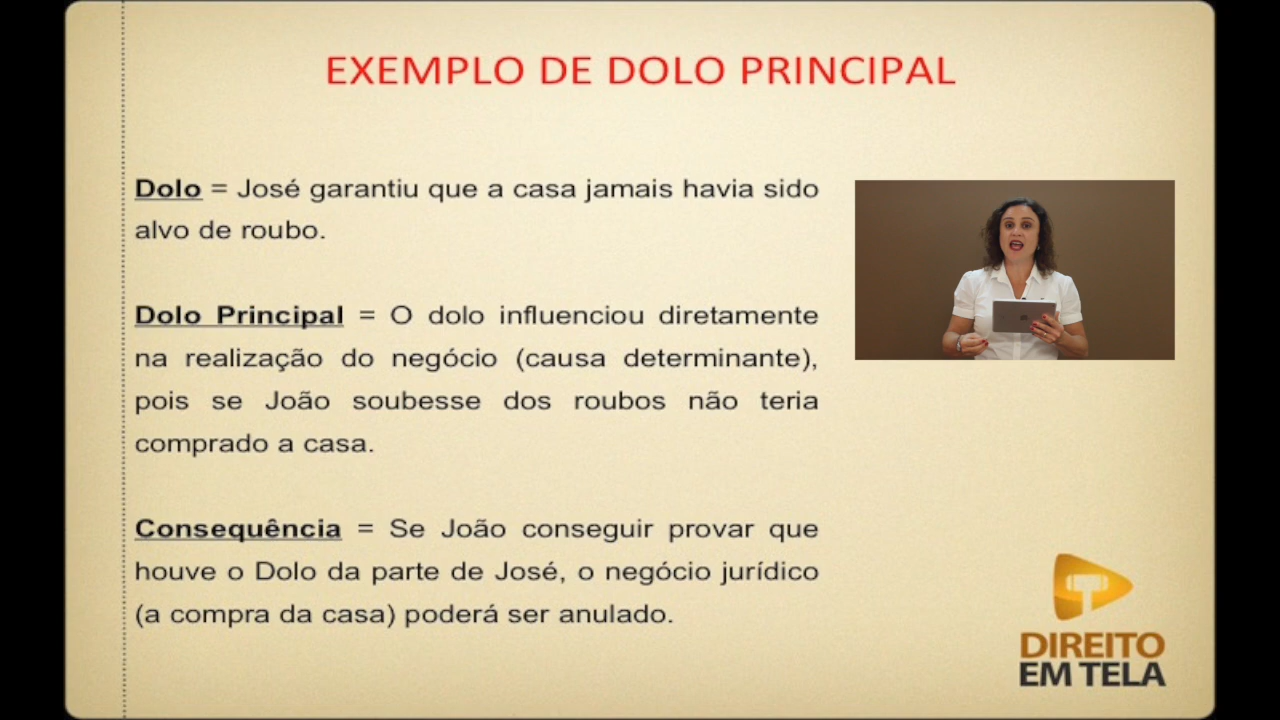 EXEMPLO DE DOLO PRINCIPAL
Dolo = José garantiu que a casa jamais havia sido
alvo de roubo.
Dolo Principal = O dolo influenciou diretamente
na realização do negócio (causa determinante),
pois se João soubesse dos roubos não teria
comprado a casa.
Consequência = Se João conseguir provar que
houve o Dolo da parte de José, o negócio jurídico
(a compra da casa) poderá ser anulado.
DIREITO
EM TELA